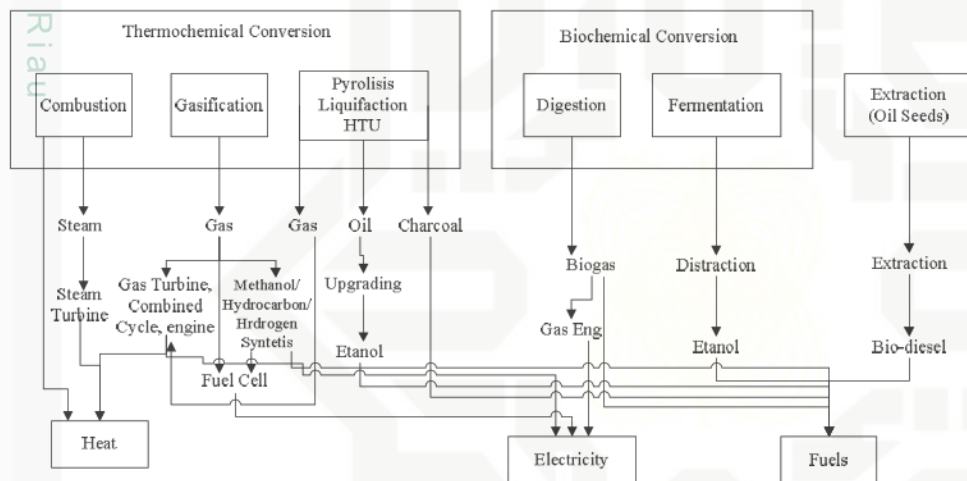 Riau
Thermochemical Conversion
Biochemical Conversion
Combustion
Gasification
Pyrolisis
Liquifaction
HTU
Digestion
Fermentation
Extraction
(Oil Seeds)
Steam
Gas
Gas
Oil
Charcoal
Biogas
Distraction
Extraction
Steam
Turbine
Gas Turbine,
Combined
Cycle, engine
Methanol/
Hydrocarbon/
Hrdrogen
Syntetis
Upgrading
Gas Eng
Etanol
Etanol
Bio-diesel
Fuel Cell
Heat
Electricity
Fuels